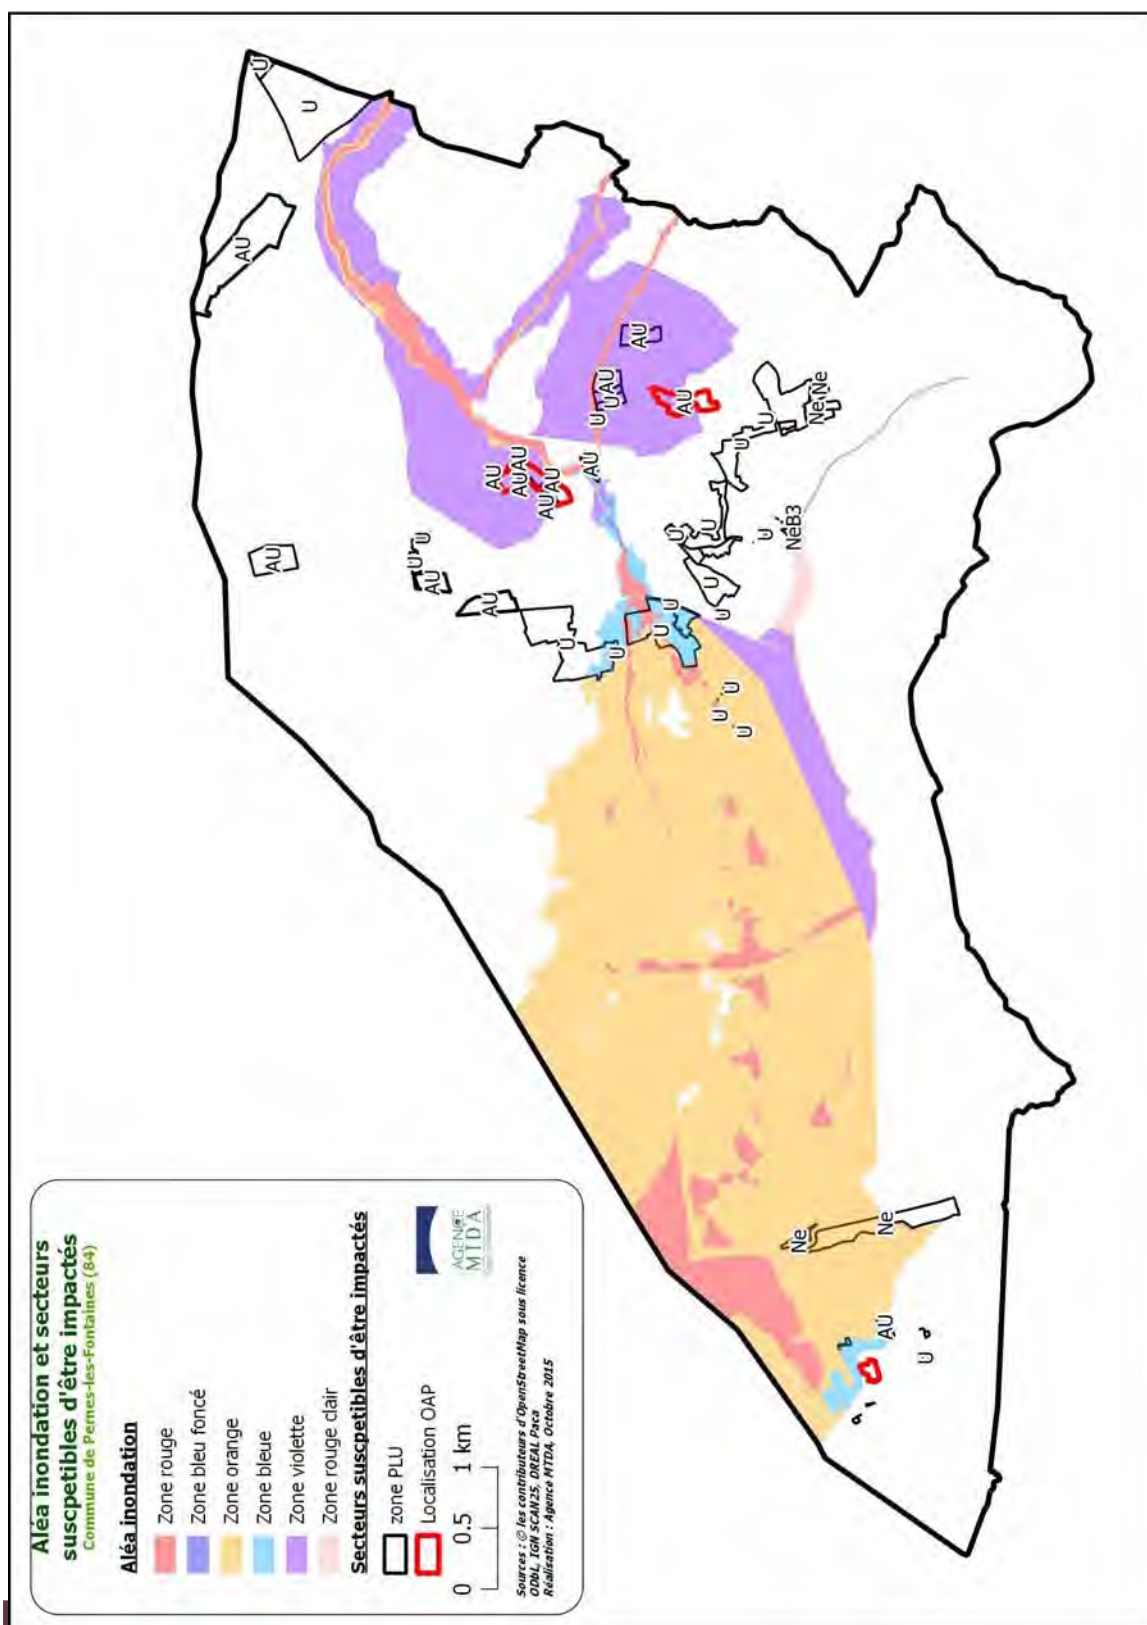 Aléa inondation et secteurs
suscpetibles d'être impactés
Commune de Pernes-les-Fontaines (84)
Aléa inondation
Zone rouge
Zone bleu foncé
Zone orange
Zone bleue
Zone violette
Zone rouge clair
Secteurs suscpetibles d'être impactés
zone PLU
Localisation OAP
AGENCE
MTDA
0 0.5 1 km
Sources : © les contributeurs d'OpenStreetMap sous licence
ODbL, IGN SCAN25, DREAL Paca
Réalisation : Agence MTDA, Octobre 2015
U
U
AU
AU
U
U
AU
AU
U
U
AU
AU
AU
AU
AU
AU
U
U
AU
AU
AU
U
U
U
U
U
U
U
U
U
U
Ne
Ne
U
NeB3
U
U
U
Ne
Ne
AU
U